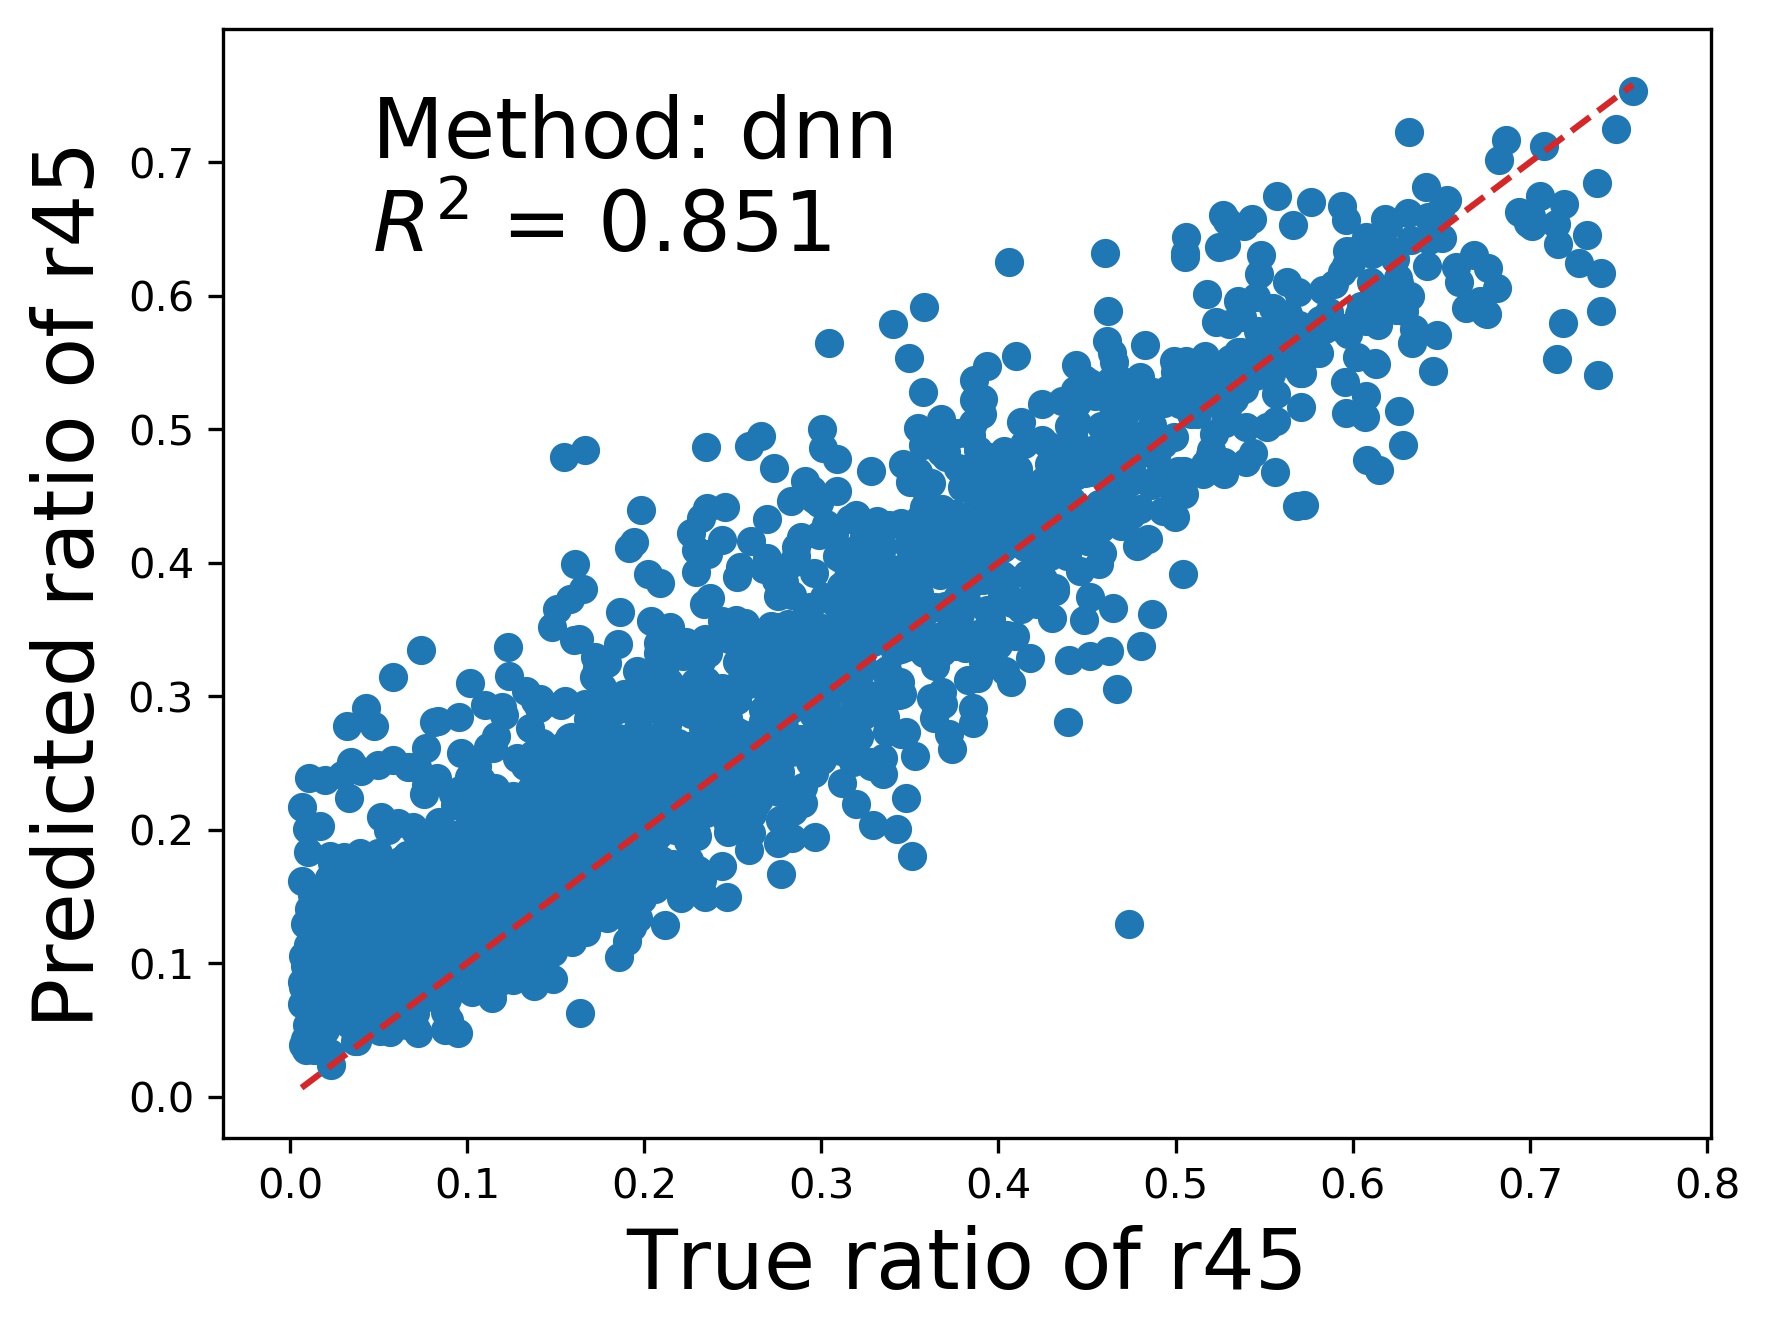 Method: dnn
R² = 0.851
Predicted ratio of r45
0.7
0.6
0.5
0.4
0.3
0.2
0.1
0.0
0.0 0.1 0.2 0.3 0.4 0.5 0.6 0.7 0.8
True ratio of r45